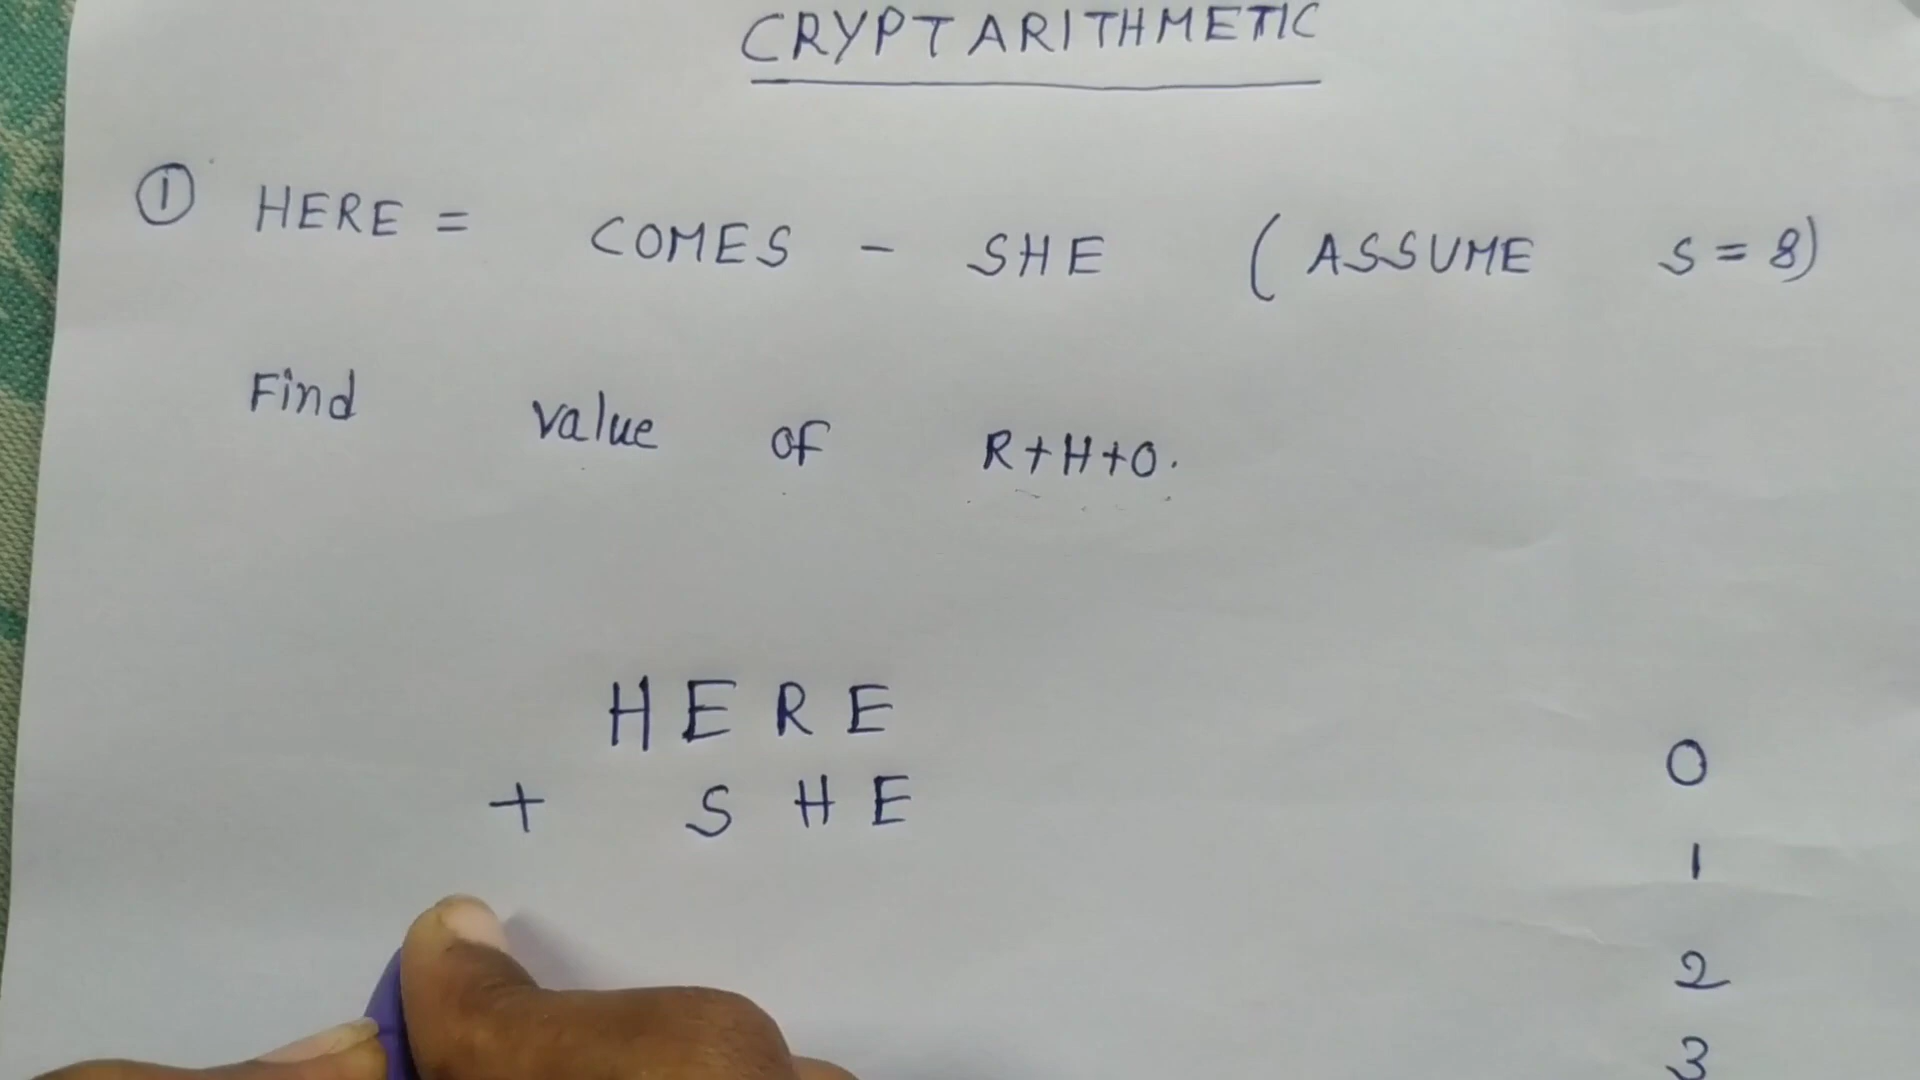 CRYPTARITHMETIC
① HERE = COMES - SHE (ASSUME S = 8)
Find value of R+H+O.
HERE
+ SHE
0
1
2
3